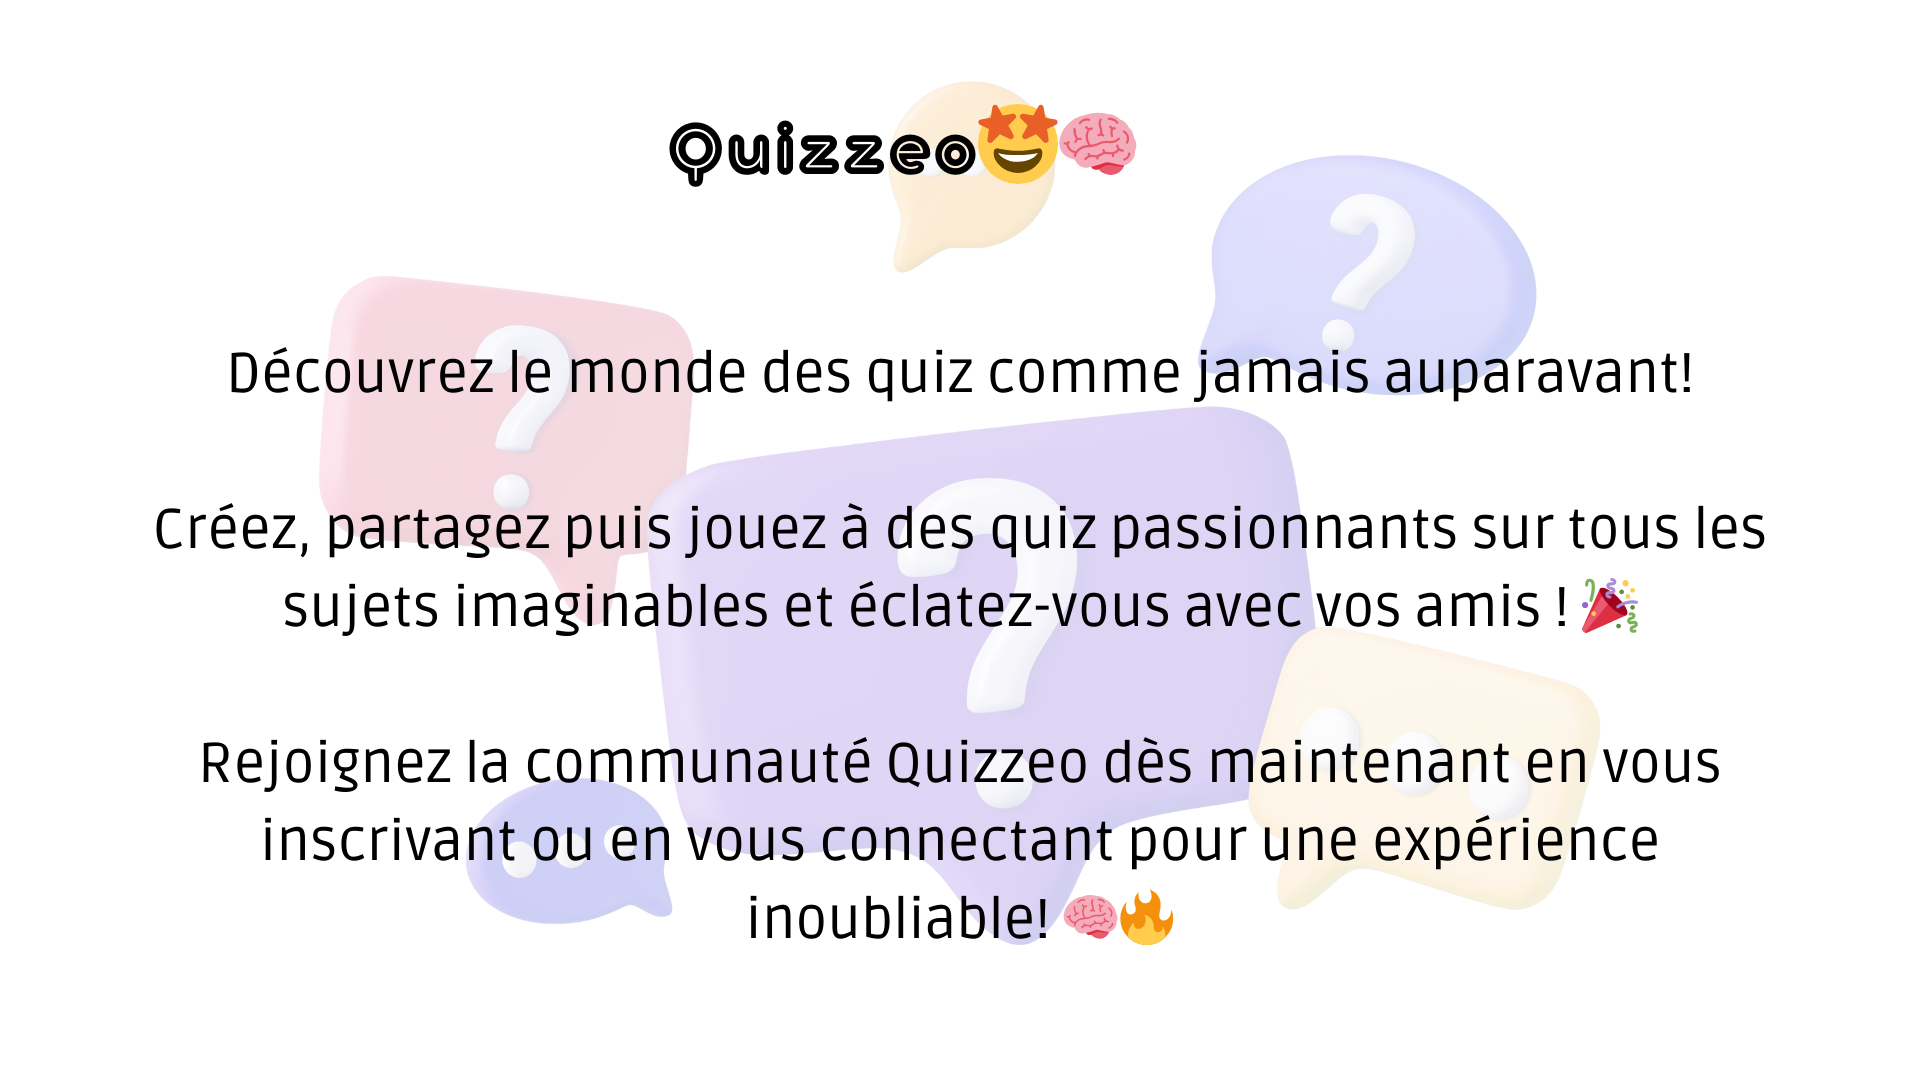 Quizzeo🤩🧠
Découvrez le monde des quiz comme jamais auparavant!
Créez, partagez puis jouez à des quiz passionnants sur tous les
sujets imaginables et éclatez-vous avec vos amis ! 🎉
Rejoignez la communauté Quizzeo dès maintenant en vous
inscrivant ou en vous connectant pour une expérience
inoubliable! 🧠🔥